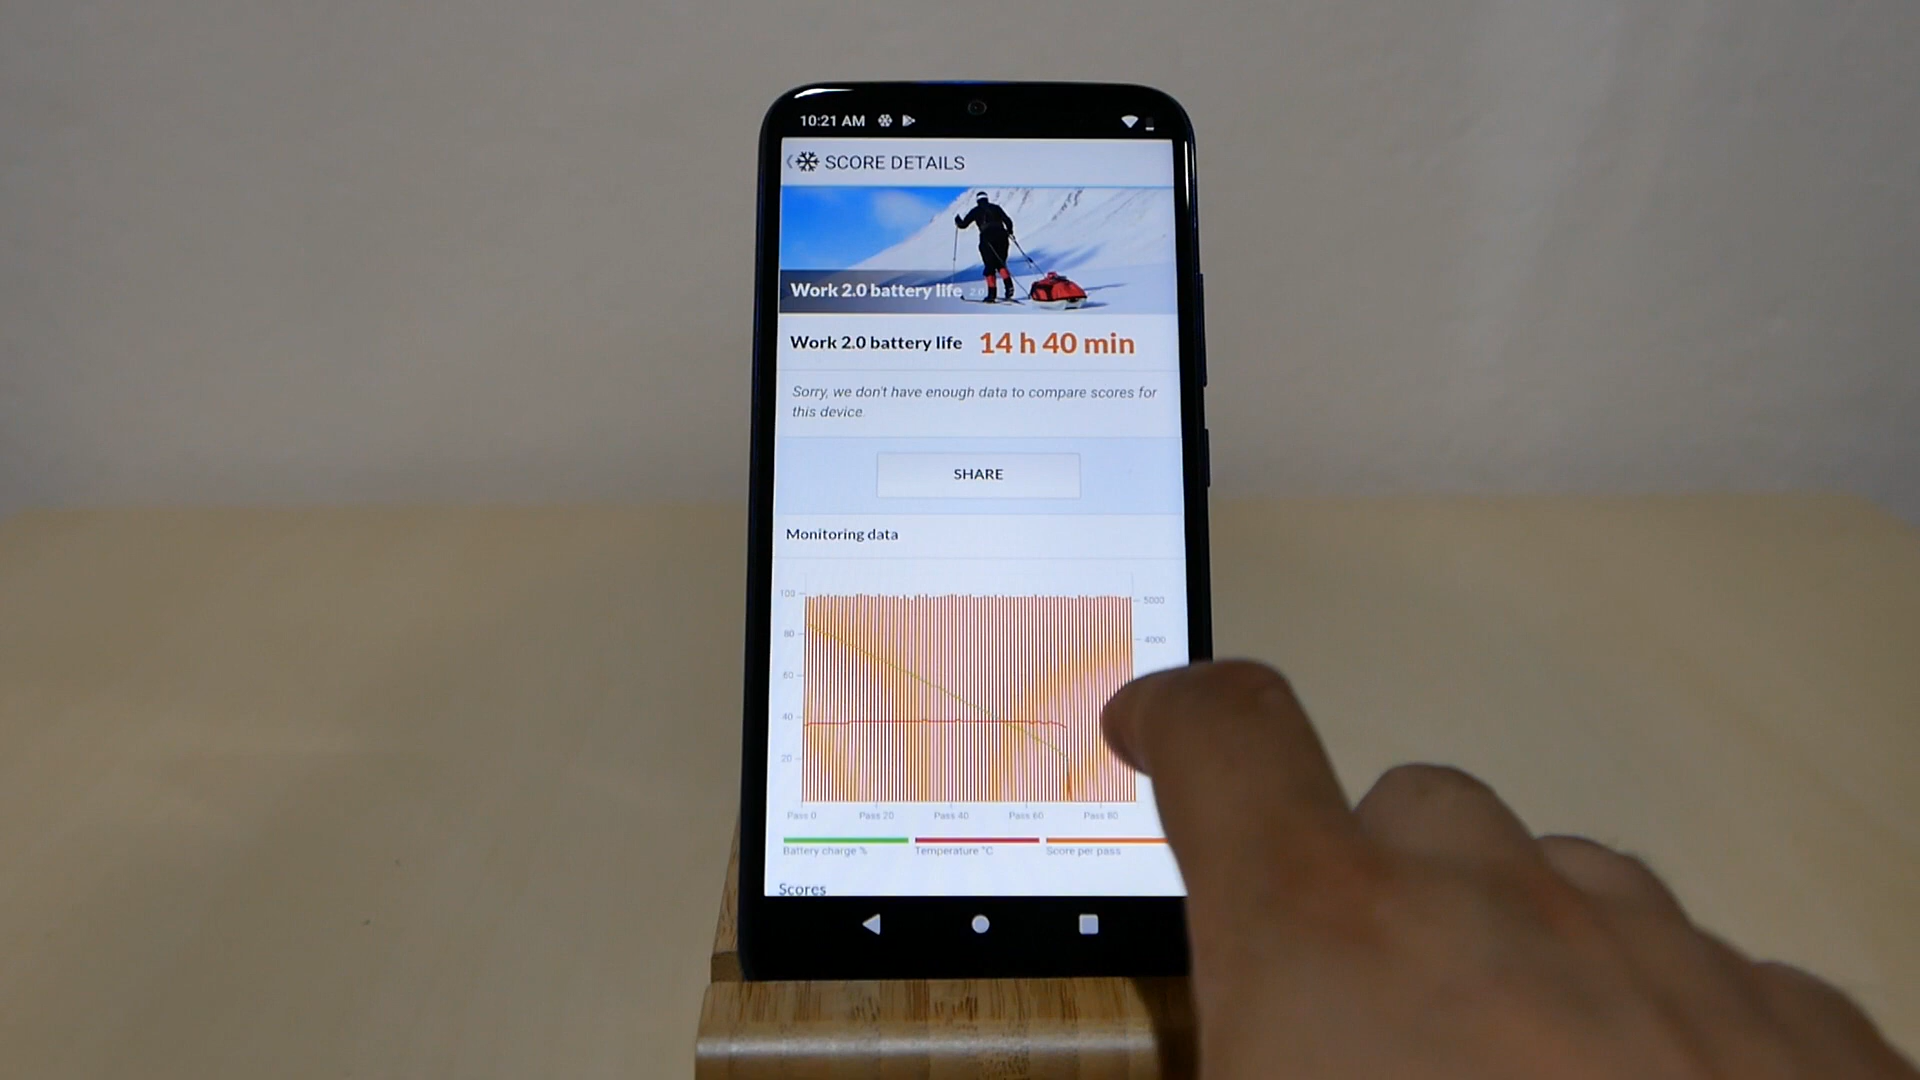 10:21 AM
SCORE DETAILS
Work 2.0 battery life 2.0
Work 2.0 battery life 14 h 40 min
Sorry, we don't have enough data to compare scores for
this device.
SHARE
Monitoring data
100
5000
80
4000
60
40
20
Pass 0 Pass 20 Pass 40 Pass 60 Pass 80
Battery charge % Temperature °C Score per pass
Scores